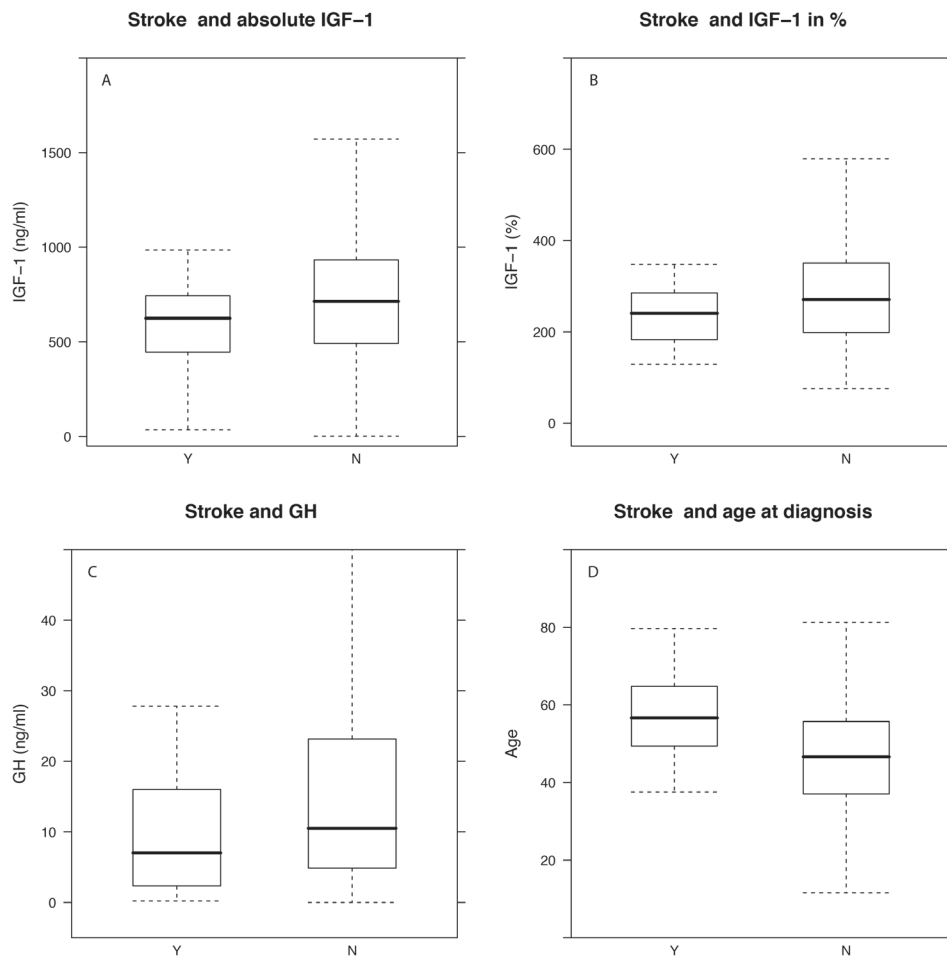 Stroke and absolute IGF−1
A
IGF−1 (ng/ml)
1500
1000
500
0
Y N
Stroke and IGF−1 in %
B
IGF−1 (%)
600
400
200
0
Y N
Stroke and GH
C
GH (ng/ml)
40
30
20
10
0
Y N
Stroke and age at diagnosis
D
Age
80
60
40
20
Y N